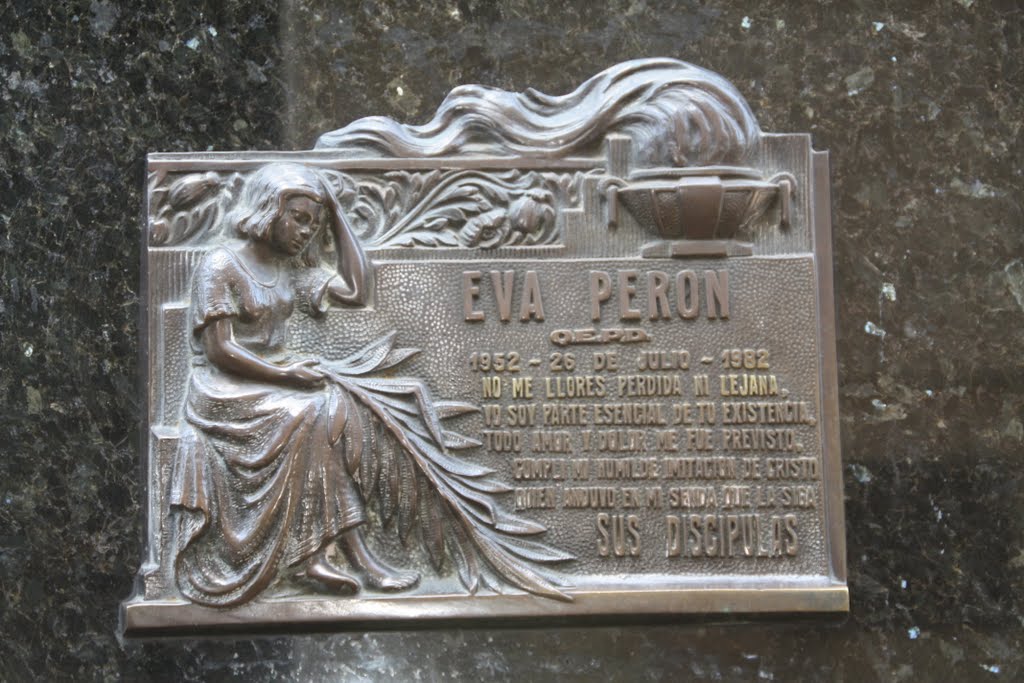 EVA PERON
Q.E.P.D.
1952 - 26 DE JULIO - 1982
NO ME LLORES PERDIDA NI LEJANA.
YO SOY PARTE ESENCIAL DE TU EXISTENCIA,
TODO AMOR Y DOLOR ME FUE PREVISTO..
CUMPLI MI HUMILDE IMITACION DE CRISTO
QUIEN ANDUVO EN MI SENDA QUE LA SIGA
SUS DISCIPULAS